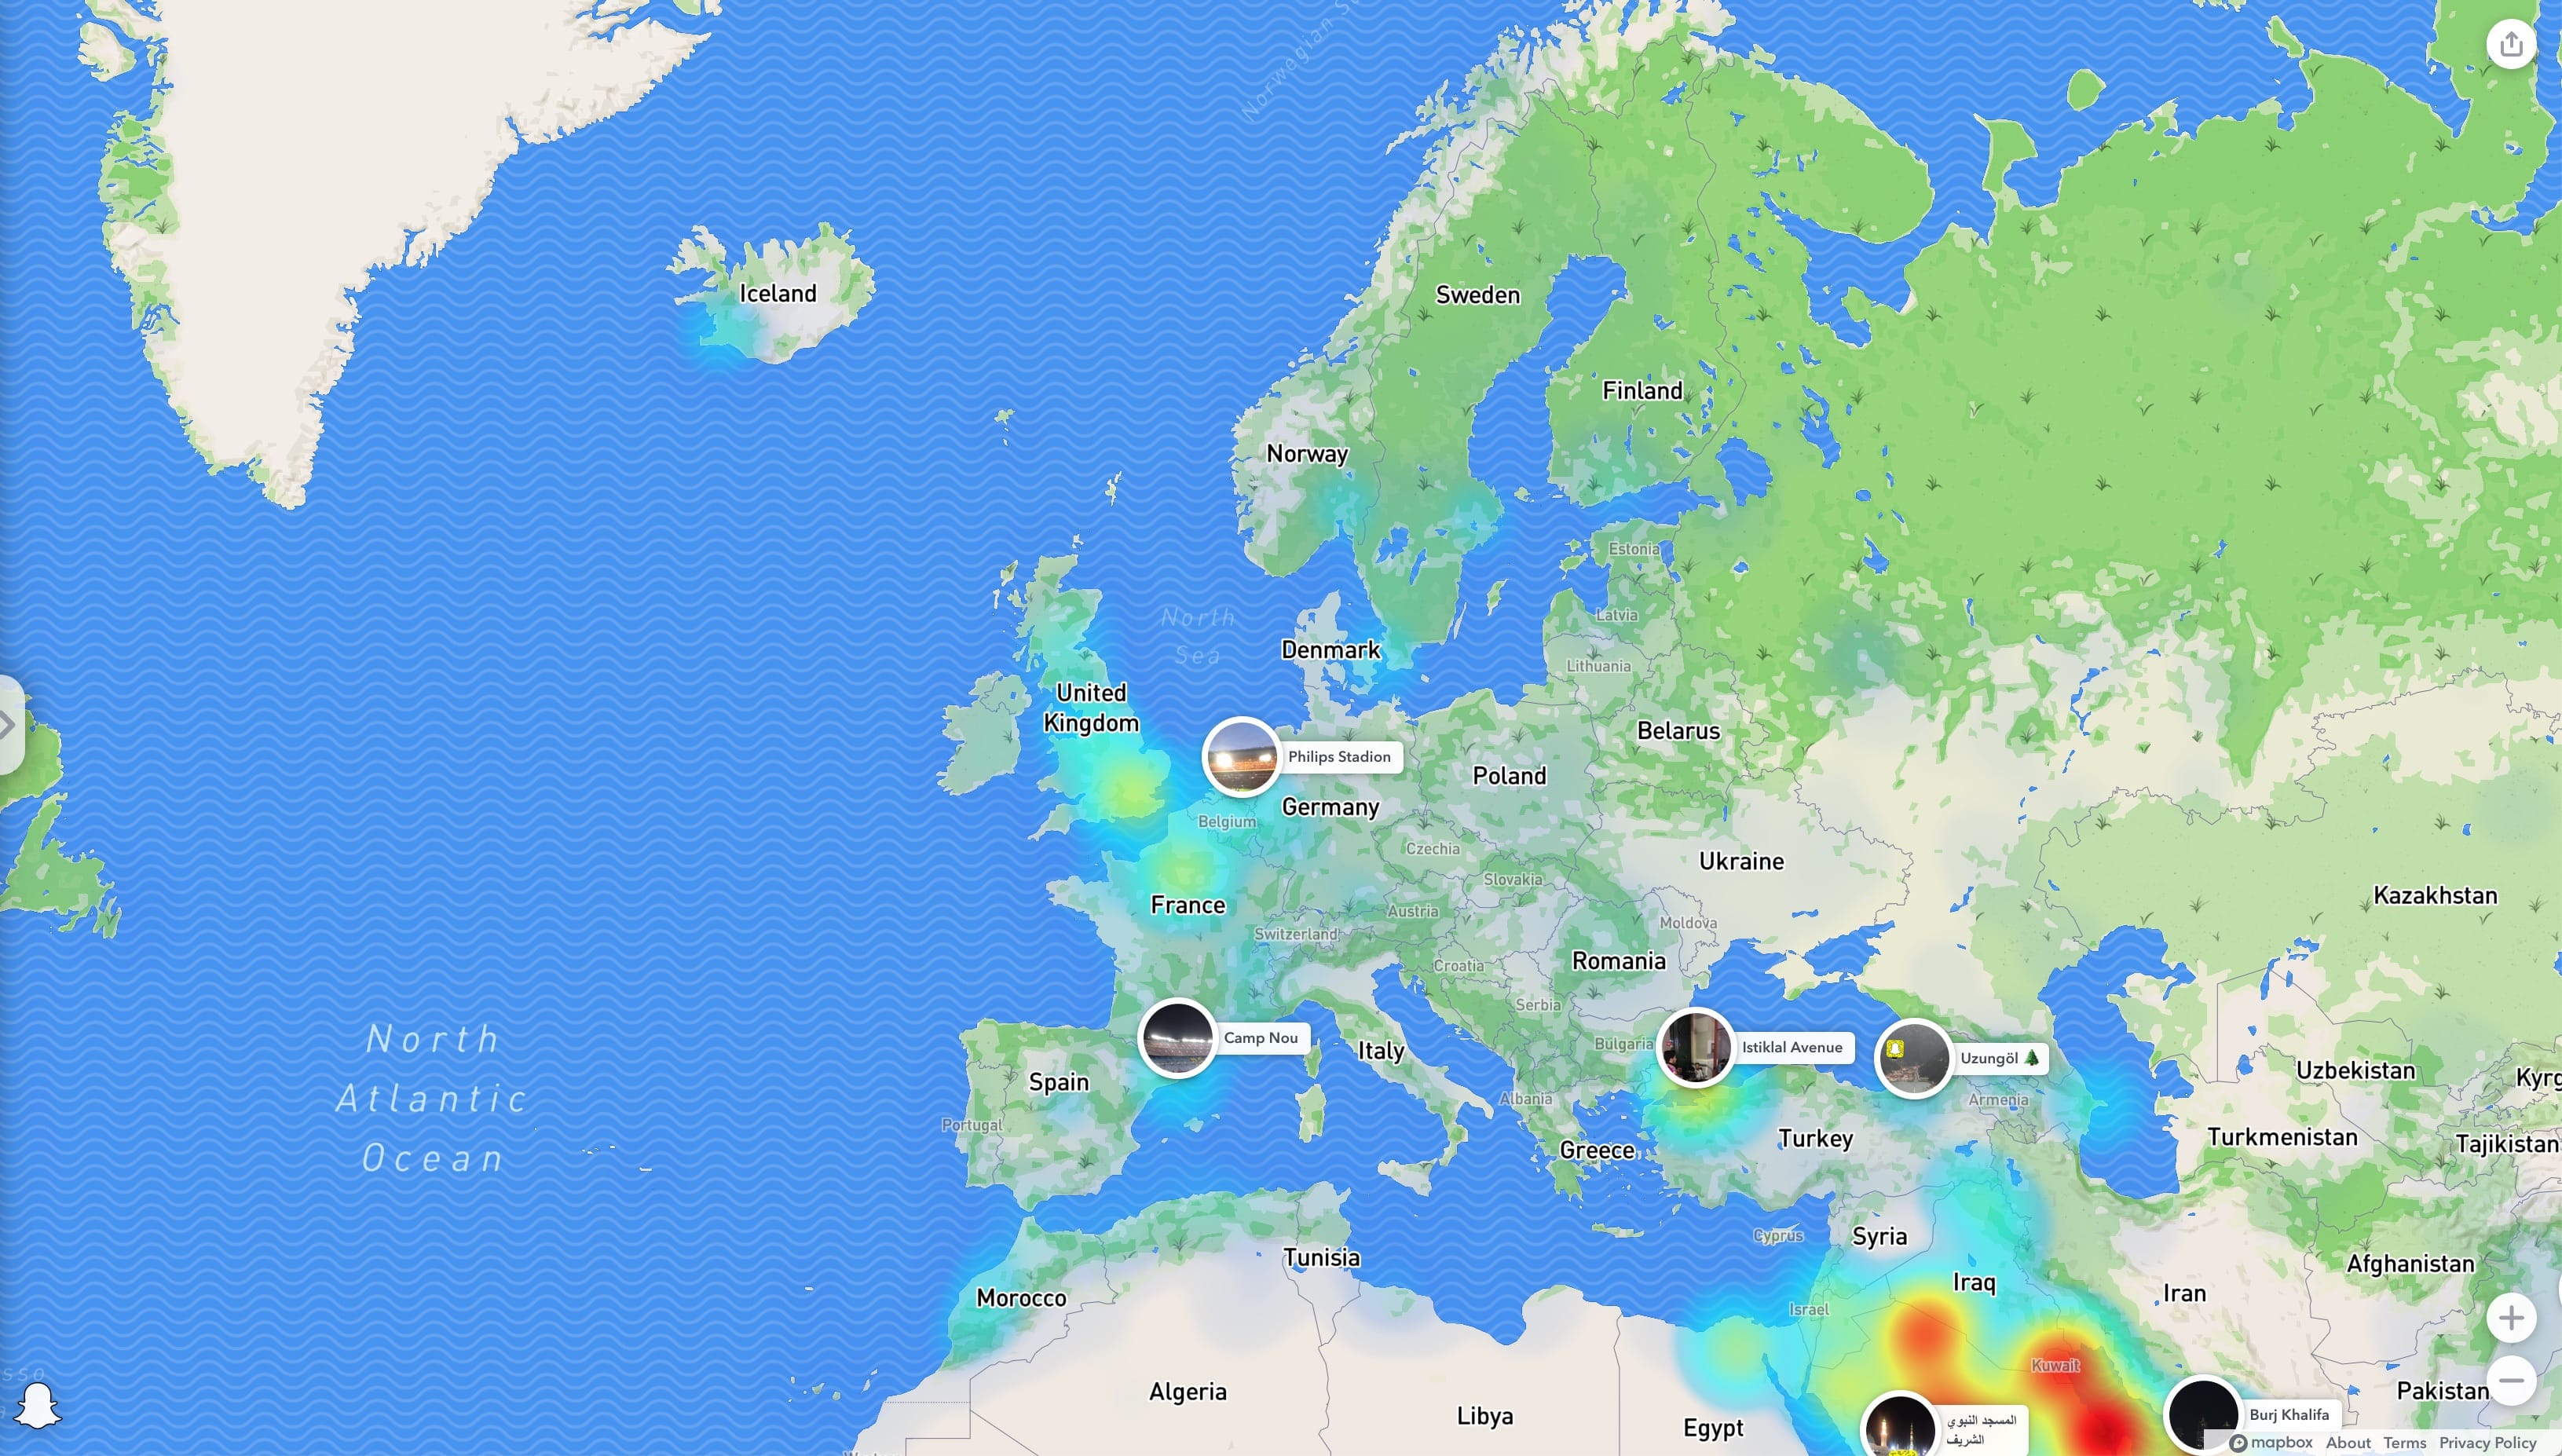 Norwegian
Iceland
Sweden
Finland
Norway
Estonia
North
Sea
Latvia
Denmark
Lithuania
United
Kingdom
Belarus
Philips Stadion
Poland
Germany
Belgium
Czechia
Ukraine
Slovakia
Kazakhstan
France
Austria
Moldova
Switzerland
Romania
Croatia
Serbia
North
Atlantic
Ocean
Camp Nou
Italy
Bulgaria
Istiklal Avenue
Uzungöl
Spain
Albania
Armenia
Uzbekistan
Kyrg
Portugal
Greece
Turkey
Turkmenistan
Tajikistan
Cyprus
Syria
Tunisia
Afghanistan
Iraq
Iran
Morocco
Israel
Kuwait
Algeria
Libya
Egypt
Pakistan
المسجد النبوي
الشريف
Burj Khalifa
mapbox About Terms Privacy Policy